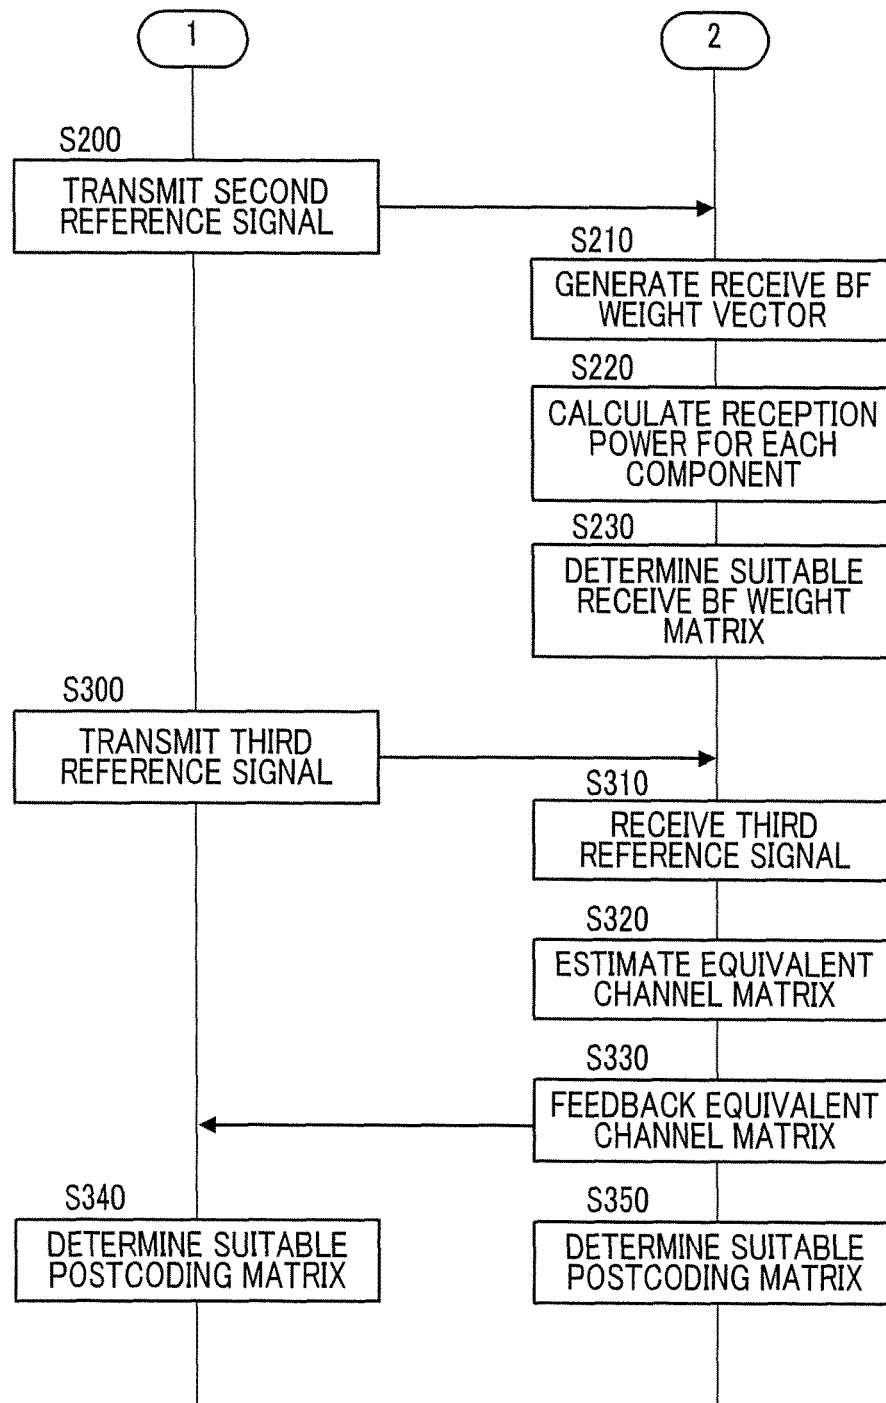 1
2
S200
TRANSMIT SECOND
REFERENCE SIGNAL
S210
GENERATE RECEIVE BF
WEIGHT VECTOR
S220
CALCULATE RECEPTION
POWER FOR EACH
COMPONENT
S230
DETERMINE SUITABLE
RECEIVE BF WEIGHT
MATRIX
S300
TRANSMIT THIRD
REFERENCE SIGNAL
S310
RECEIVE THIRD
REFERENCE SIGNAL
S320
ESTIMATE EQUIVALENT
CHANNEL MATRIX
S330
FEEDBACK EQUIVALENT
CHANNEL MATRIX
S340
DETERMINE SUITABLE
POSTCODING MATRIX
S350
DETERMINE SUITABLE
POSTCODING MATRIX